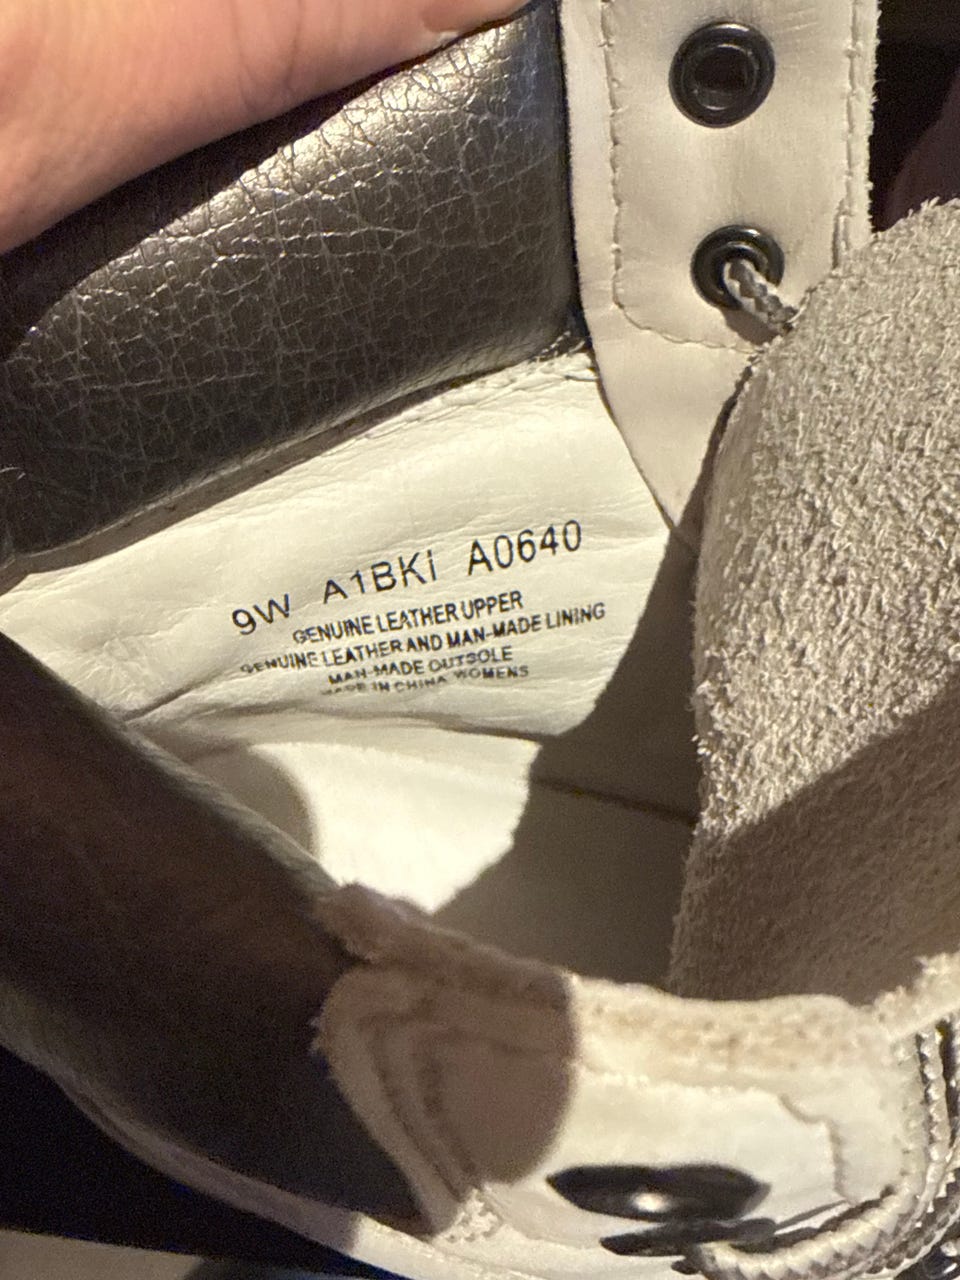 9W A1BKI A0640
GENUINE LEATHER UPPER
GENUINE LEATHER AND MAN-MADE LINING
MAN-MADE OUTSOLE
MADE IN CHINA WOMENS